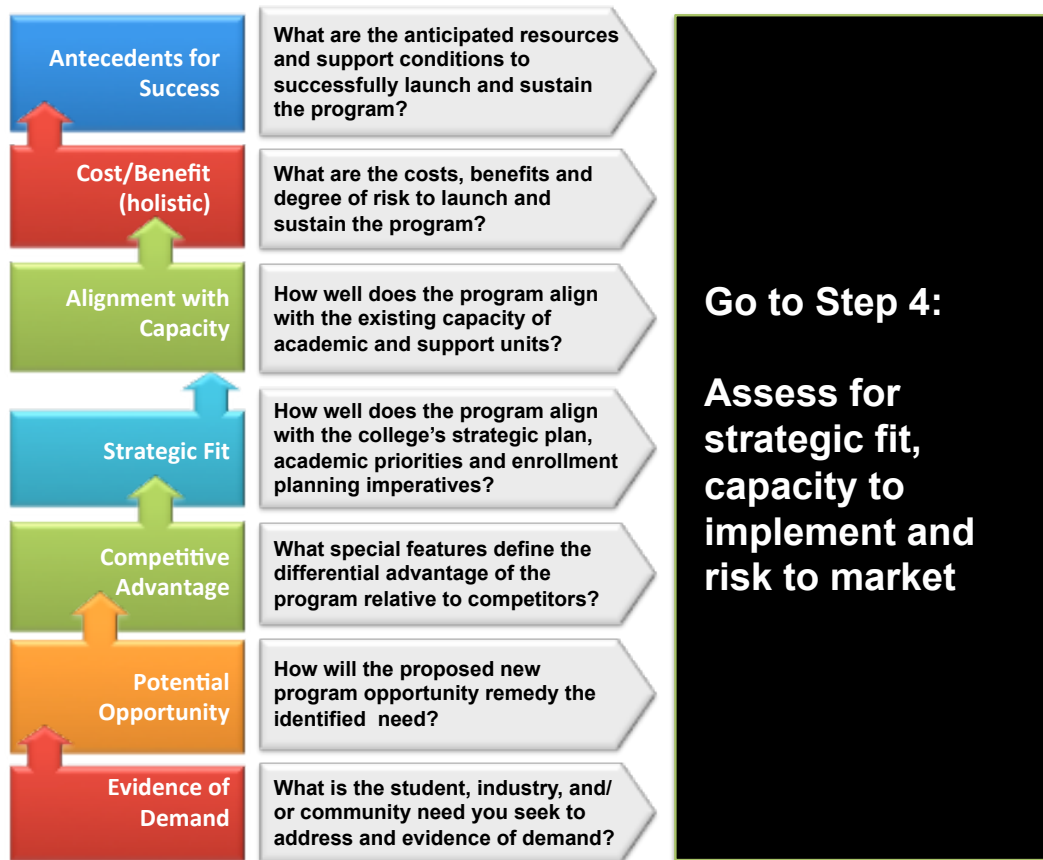 Antecedents for
Success
What are the anticipated resources
and support conditions to
successfully launch and sustain
the program?
Cost/Benefit
(holistic)
What are the costs, benefits and
degree of risk to launch and
sustain the program?
Alignment with
Capacity
How well does the program align
with the existing capacity of
academic and support units?
Strategic Fit
How well does the program align
with the college's strategic plan,
academic priorities and enrollment
planning imperatives?
Competitive
Advantage
What special features define the
differential advantage of the
program relative to competitors?
Potential
Opportunity
How will the proposed new
program opportunity remedy the
identified need?
Evidence of
Demand
What is the student, industry, and/
or community need you seek to
address and evidence of demand?
Go to Step 4:
Assess for
strategic fit,
capacity to
implement and
risk to market